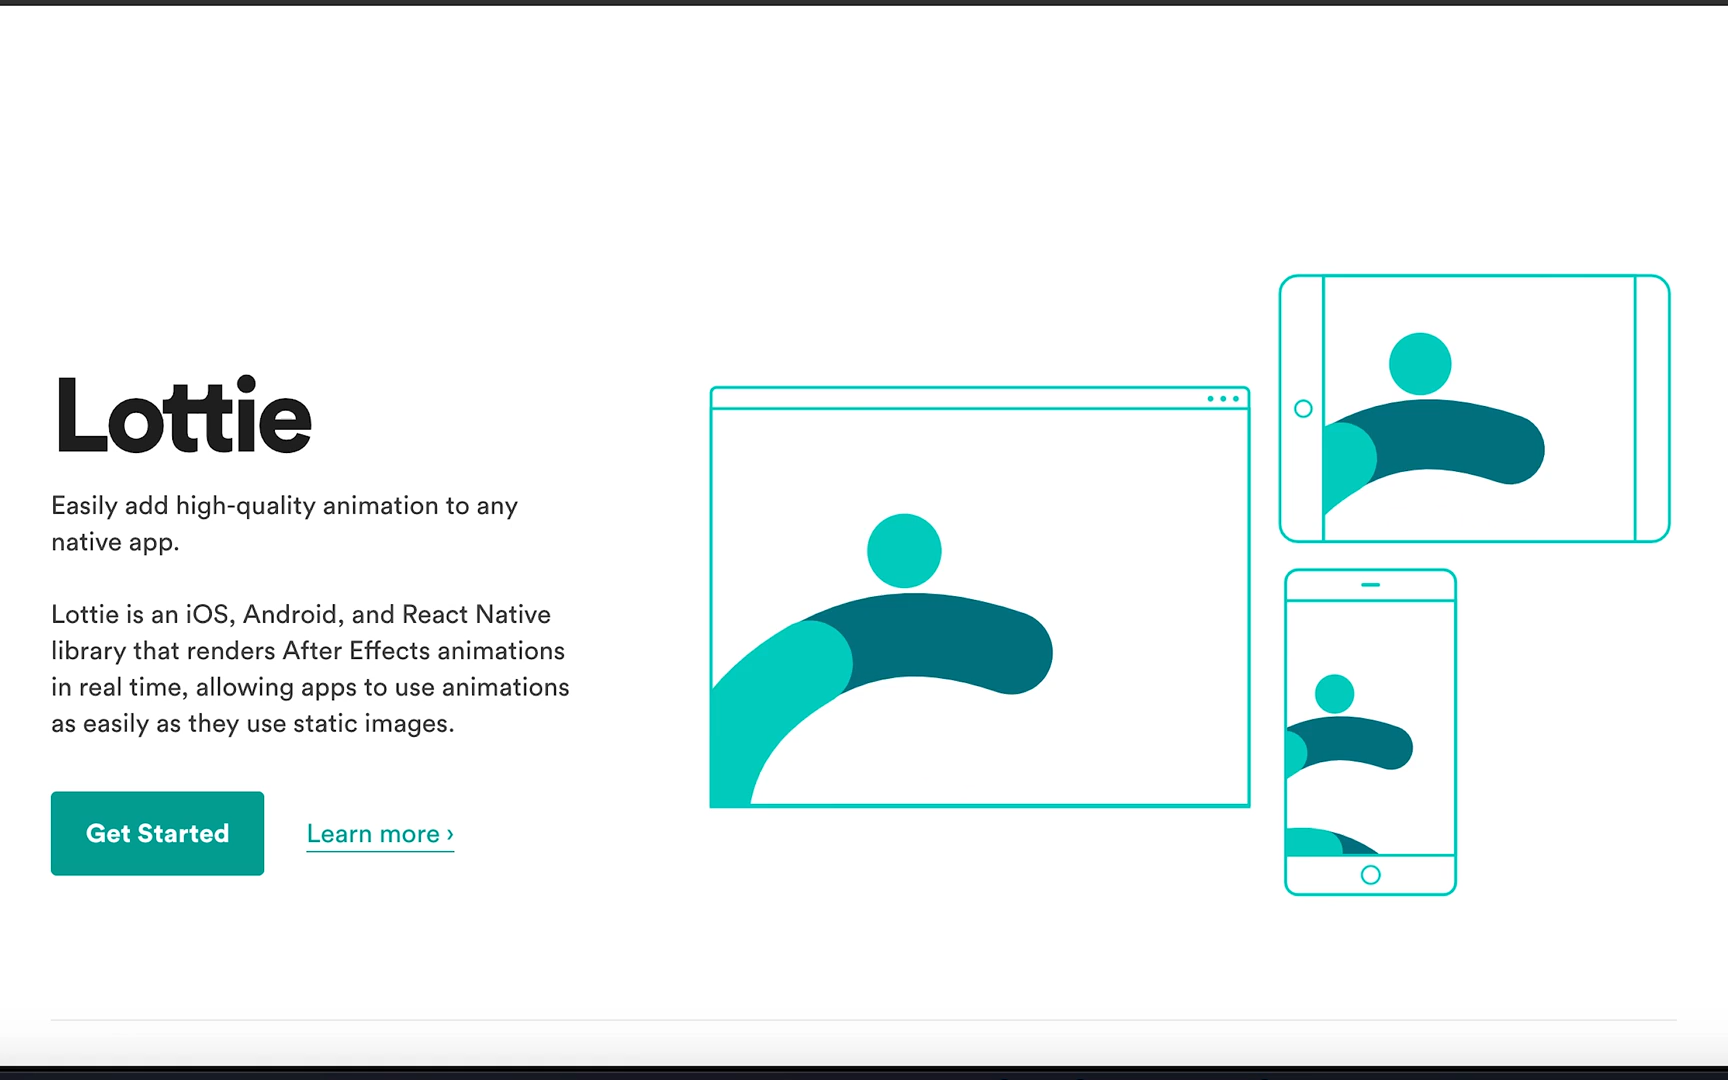 Lottie
Easily add high-quality animation to any
native app.
Lottie is an iOS, Android, and React Native
library that renders After Effects animations
in real time, allowing apps to use animations
as easily as they use static images.
Get Started
Learn more ›